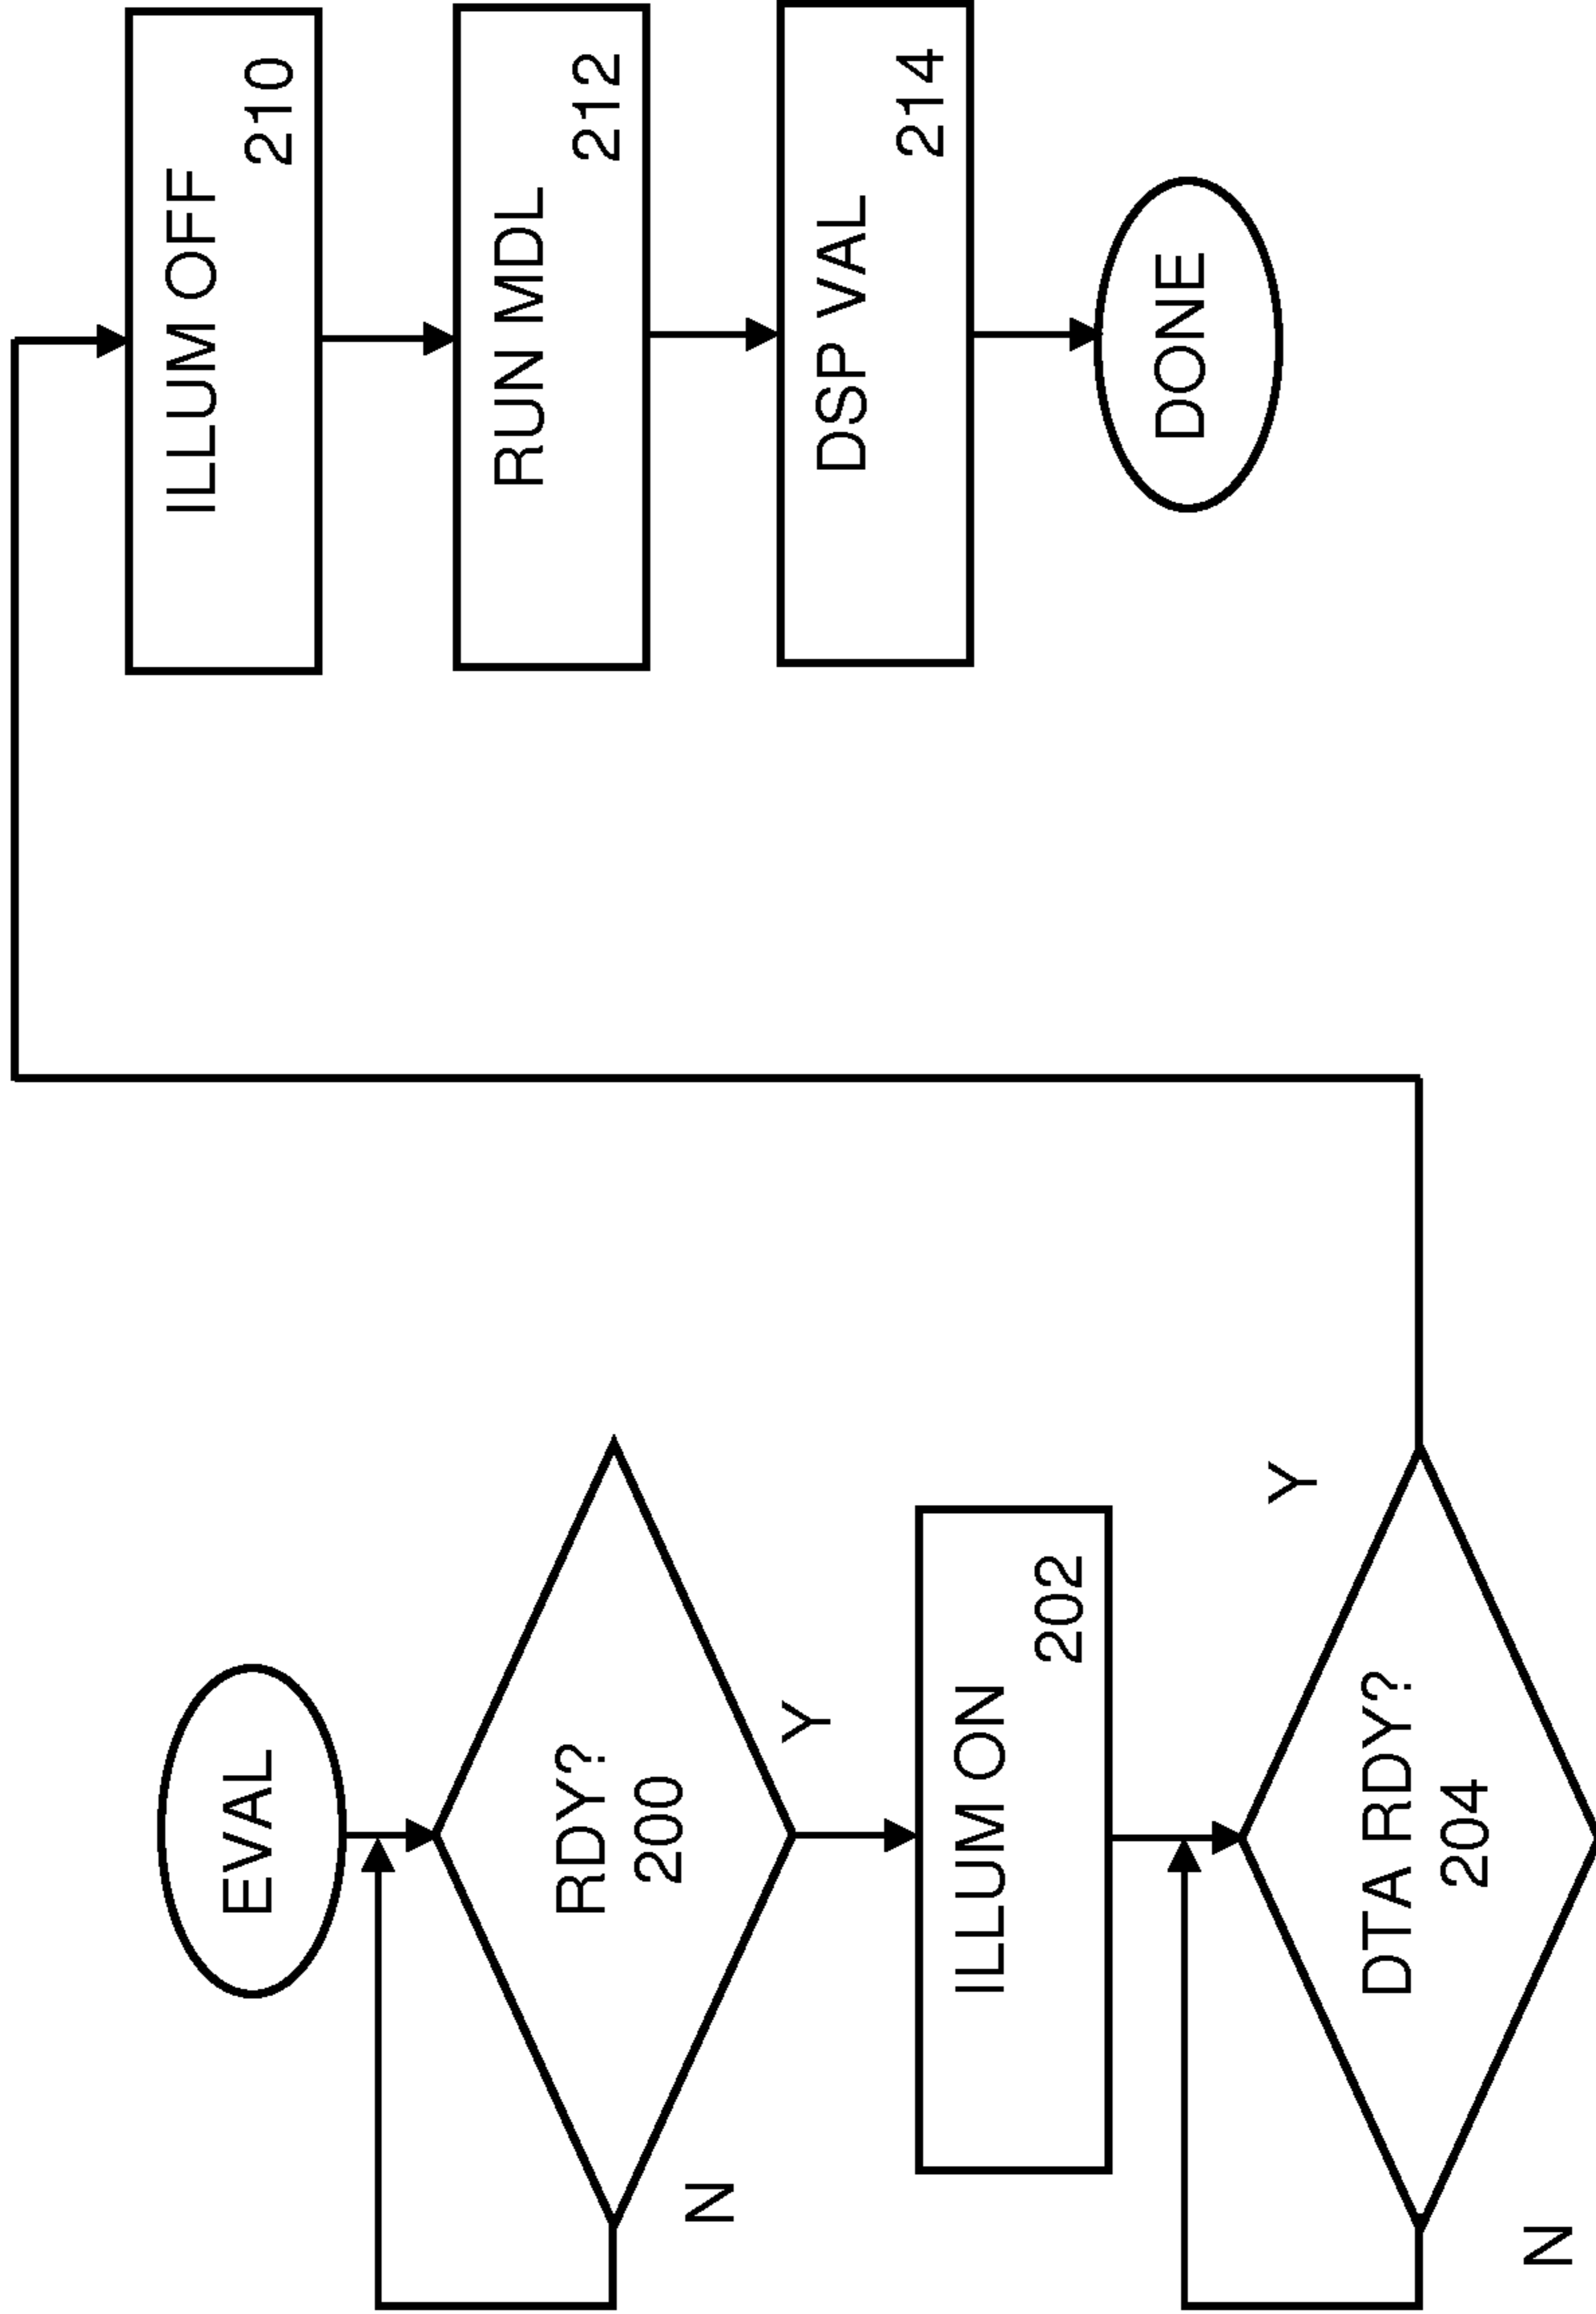 EVAL
RDY?
200
N
Y
ILLUM ON
202
DTA RDY?
204
N
Y
ILLUM OFF
210
RUN MDL
212
DSP VAL
214
DONE